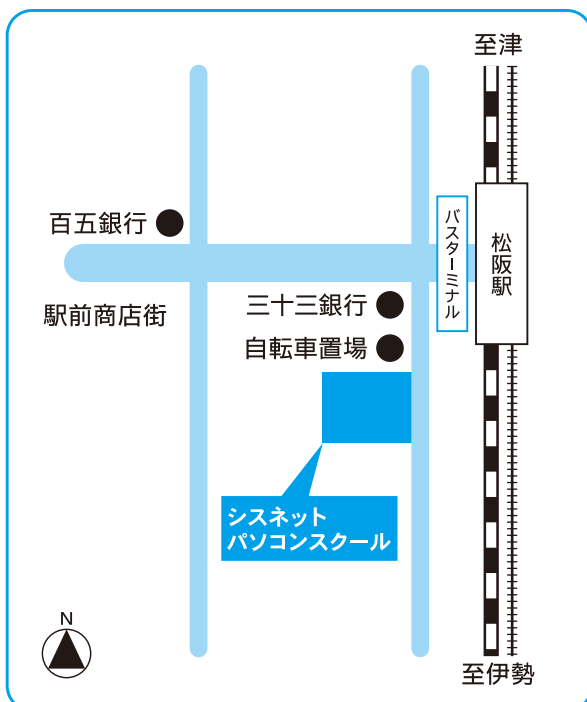 至津
百五銀行
バスターミナル
松阪駅
駅前商店街
三十三銀行
自転車置場
シスネット
パソコンスクール
N
至伊勢